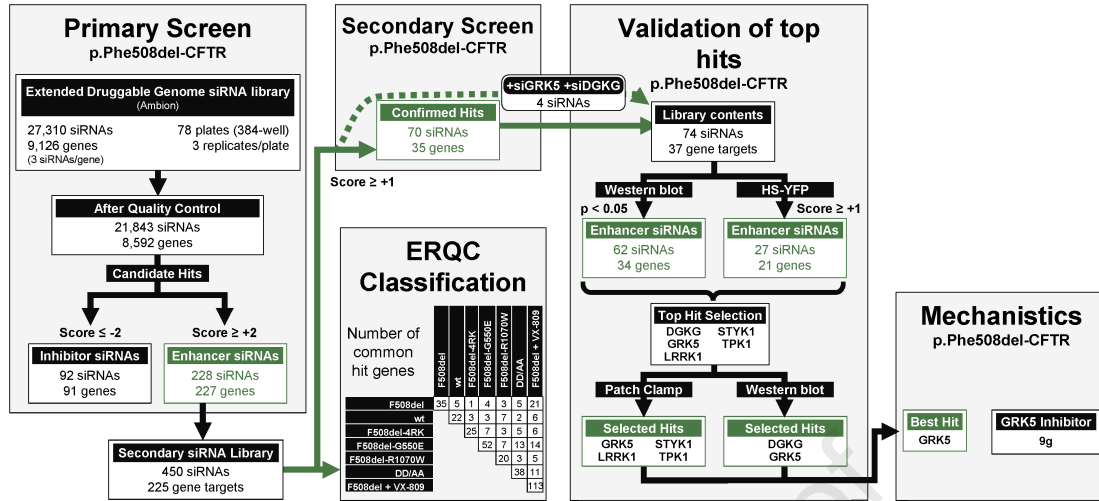 Primary Screen
p.Phe508del-CFTR
Extended Druggable Genome siRNA library
(Ambion)
27,310 siRNAs
9,126 genes
(3 siRNAs/gene)
78 plates (384-well)
3 replicates/plate
After Quality Control
21,843 siRNAs
8,592 genes
Candidate Hits
Score ≤ -2
Score ≥ +2
Inhibitor siRNAs
92 siRNAs
91 genes
Enhancer siRNAs
228 siRNAs
227 genes
Secondary siRNA Library
450 siRNAs
225 gene targets
Secondary Screen
p.Phe508del-CFTR
+siGRK5 +siDGKG
4 siRNAs
Confirmed Hits
70 siRNAs
35 genes
Score ≥ +1
ERQC
Classification
Number of
common
hit genes
F508del
wt
F508del-4RK
F508del-G550E
F508del-R1070W
DD/AA
F508del + VX-809
F508del 35 5 1 4 3 5 21
wt 22 3 3 7 2 6
F508del-4RK 25 7 3 5 6
F508del-G550E 52 7 13 14
F508del-R1070W 20 3 5
DD/AA 38 11
F508del + VX-809 113
Validation of top
hits
p.Phe508del-CFTR
Library contents
74 siRNAs
37 gene targets
Western blot
HS-YFP
p < 0.05
Score ≥ +1
Enhancer siRNAs
62 siRNAs
34 genes
Enhancer siRNAs
27 siRNAs
21 genes
Top Hit Selection
DGKG STYK1
GRK5 TPK1
LRRK1
Patch Clamp
Western blot
Selected Hits
GRK5 STYK1
LRRK1 TPK1
Selected Hits
DGKG
GRK5
Mechanistics
p.Phe508del-CFTR
Best Hit
GRK5
GRK5 Inhibitor
9g